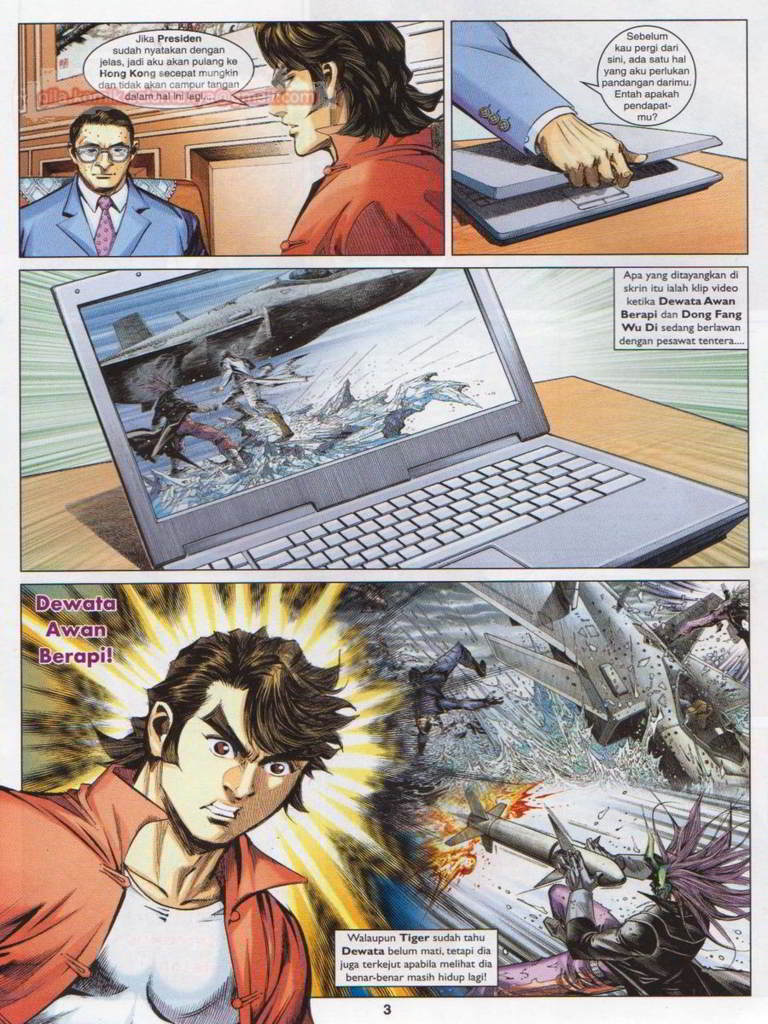 Jika Presiden
sudah nyatakan dengan
jelas, jadi aku akan pulang ke
Hong Kong secepat mungkin
dan tidak akan campur tangan
dalam hal ini lagi....
Sebelum
kau pergi dari
sini, ada satu hal
yang aku perlukan
pandangan darimu.
Entah apakah
pendapat-
mu?
Apa yang ditayangkan di
skrin itu ialah klip video
ketika Dewata Awan
Berapi dan Dong Fang
Wu Di sedang berlawan
dengan pesawat tentera....
Dewata
Awan
Berapi!
Walaupun Tiger sudah tahu
Dewata belum mati, tetapi dia
juga terkejut apabila melihat dia
benar-benar masih hidup lagi!
3